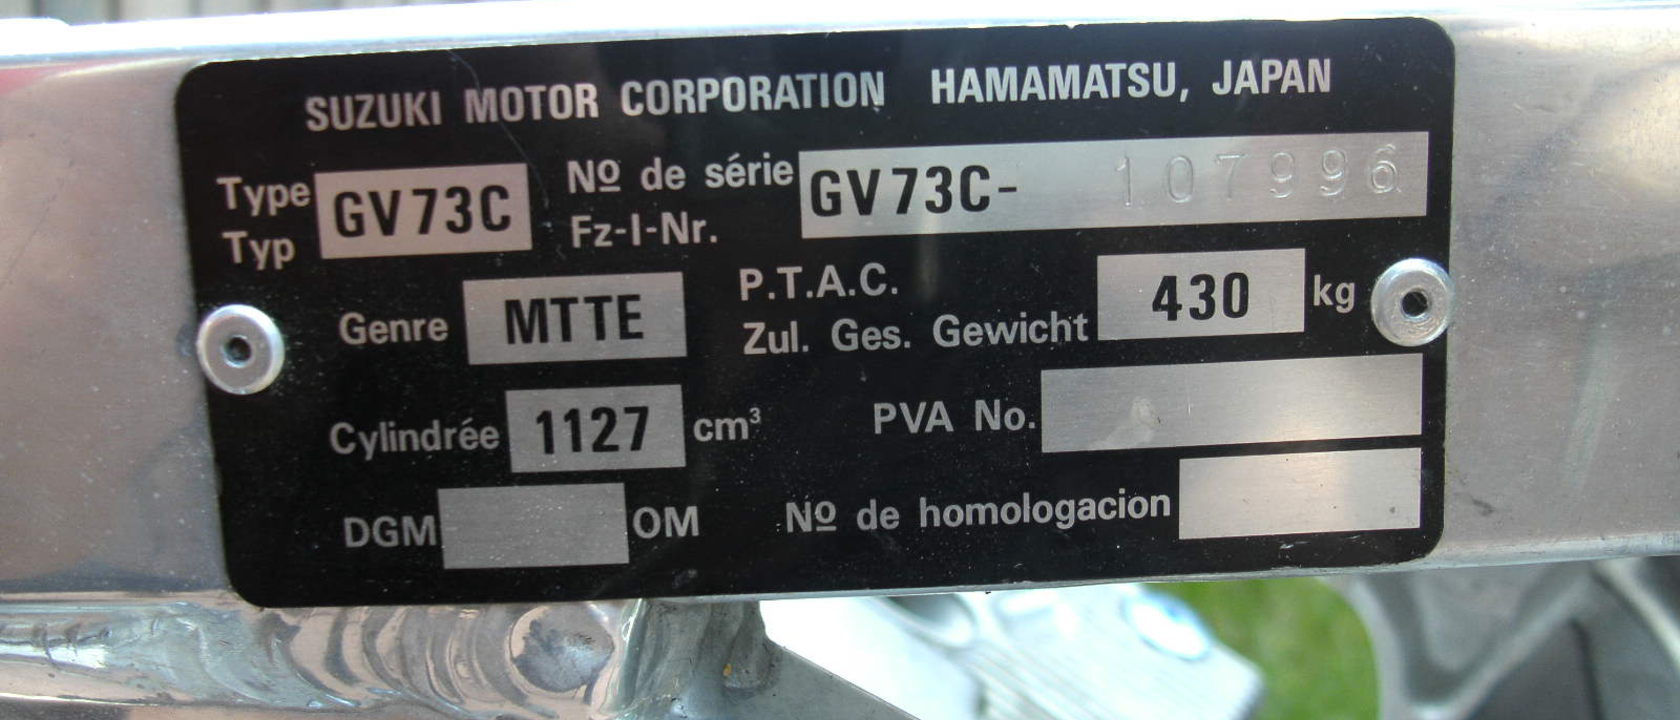 SUZUKI MOTOR CORPORATION HAMAMATSU, JAPAN
Type
Typ
GV73C
Nº de série
Fz-I-Nr.
GV73C- 107996
Genre MTTE
P.T.A.C.
Zul. Ges. Gewicht
430 kg
Cylindrée 1127 cm³
PVA No.
DGM OM
Nº de homologacion